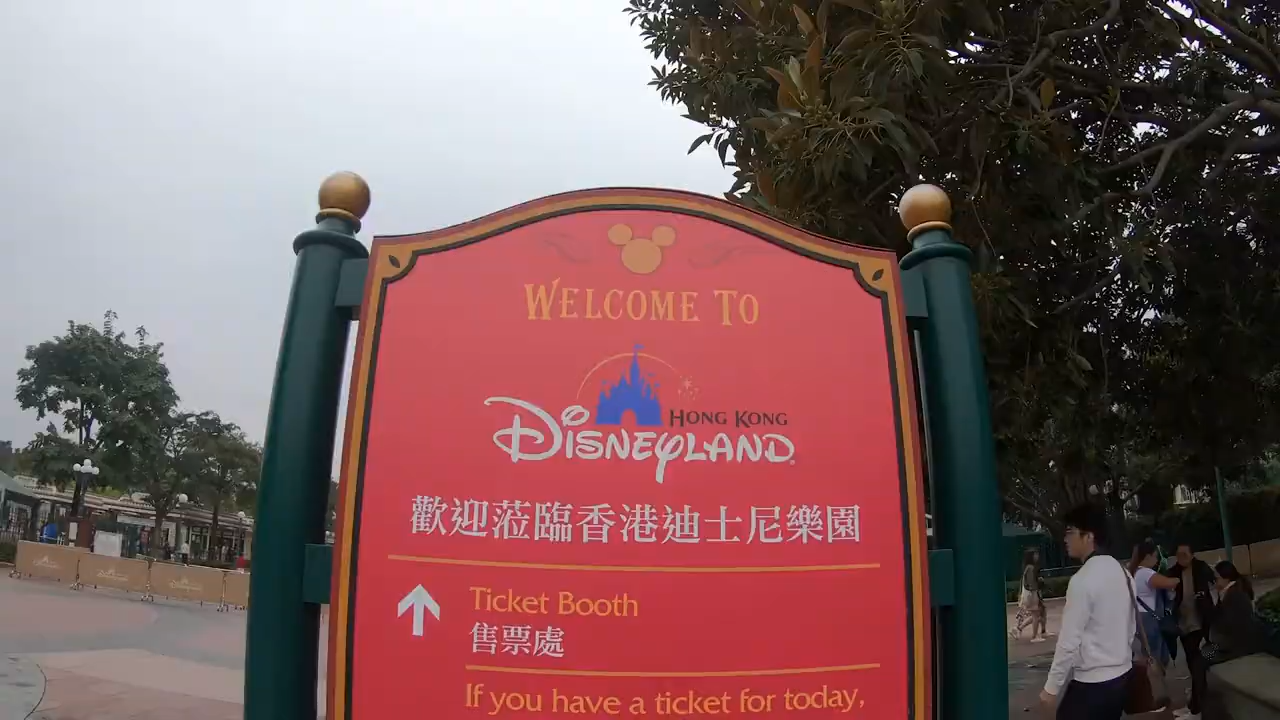 WELCOME TO
HONG KONG
DISNEYLAND
歡迎蒞臨香港迪士尼樂園
Ticket Booth
售票處
If you have a ticket for today,